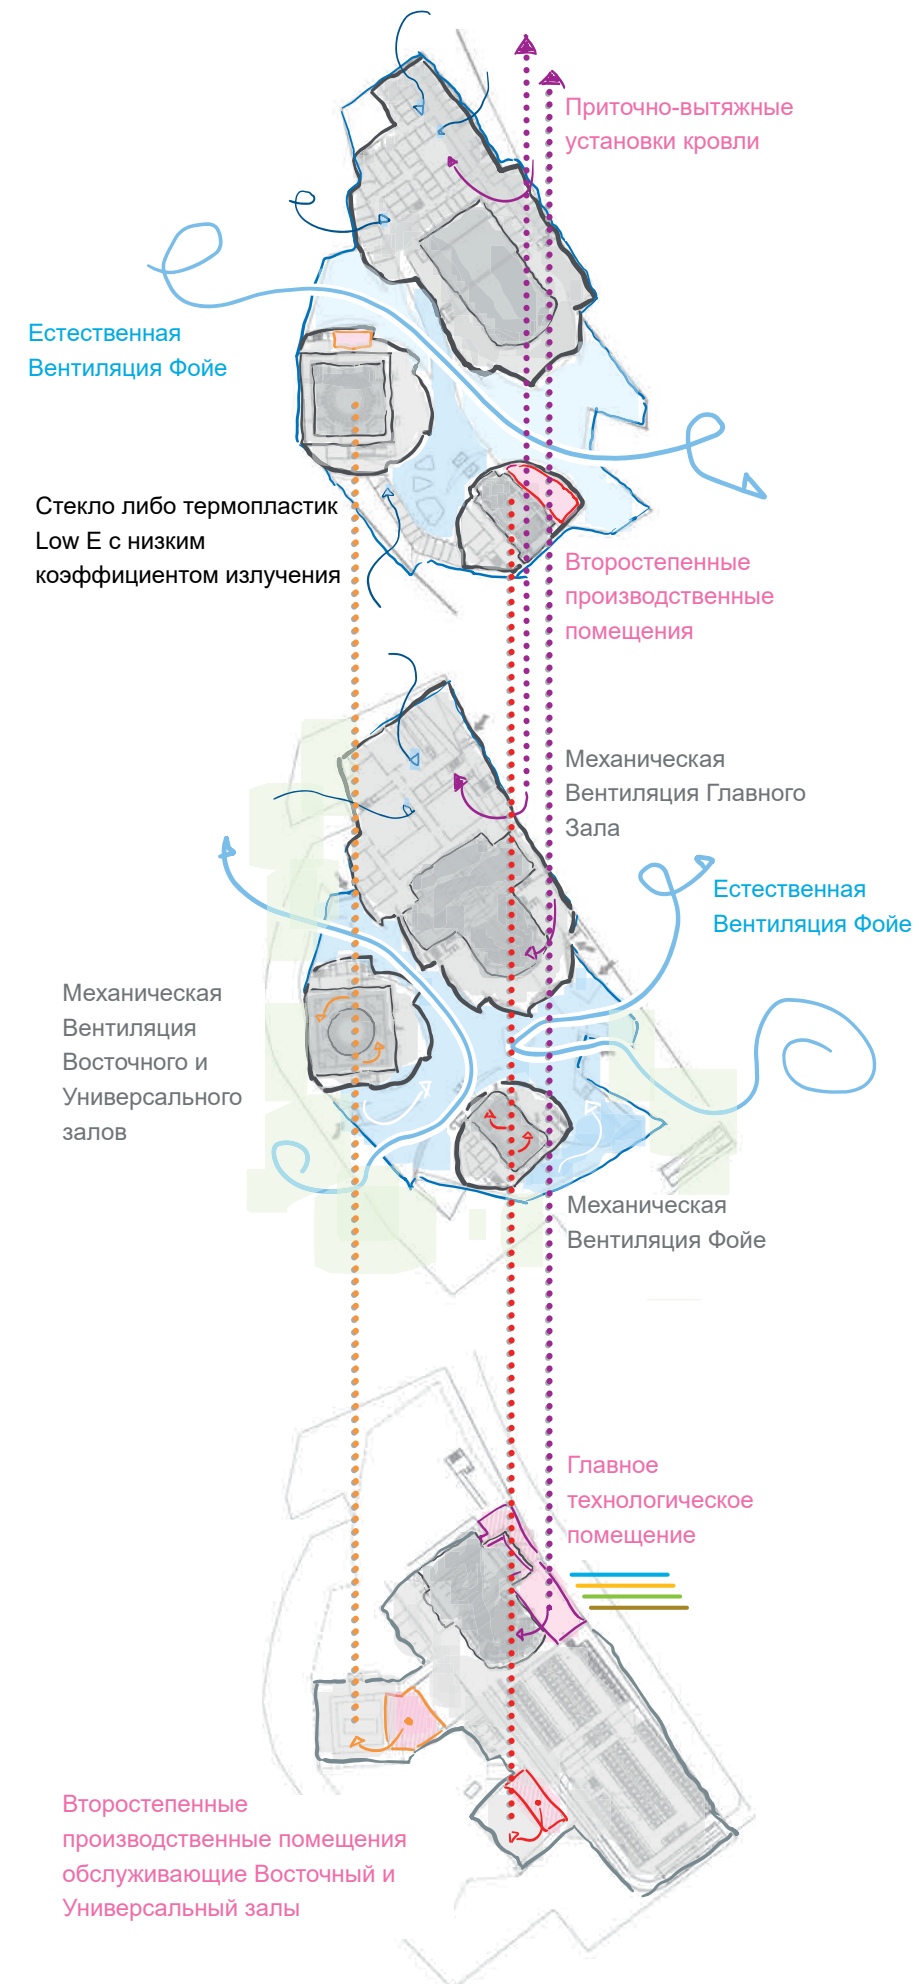 Приточно-вытяжные
установки кровли
Естественная
Вентиляция Фойе
Стекло либо термопластик
Low E с низким
коэффициентом излучения
Второстепенные
производственные
помещения
Механическая
Вентиляция Главного
Зала
Естественная
Вентиляция Фойе
Механическая
Вентиляция
Восточного и
Универсального
залов
Механическая
Вентиляция Фойе
Главное
технологическое
помещение
Второстепенные
производственные помещения
обслуживающие Восточный и
Универсальный залы